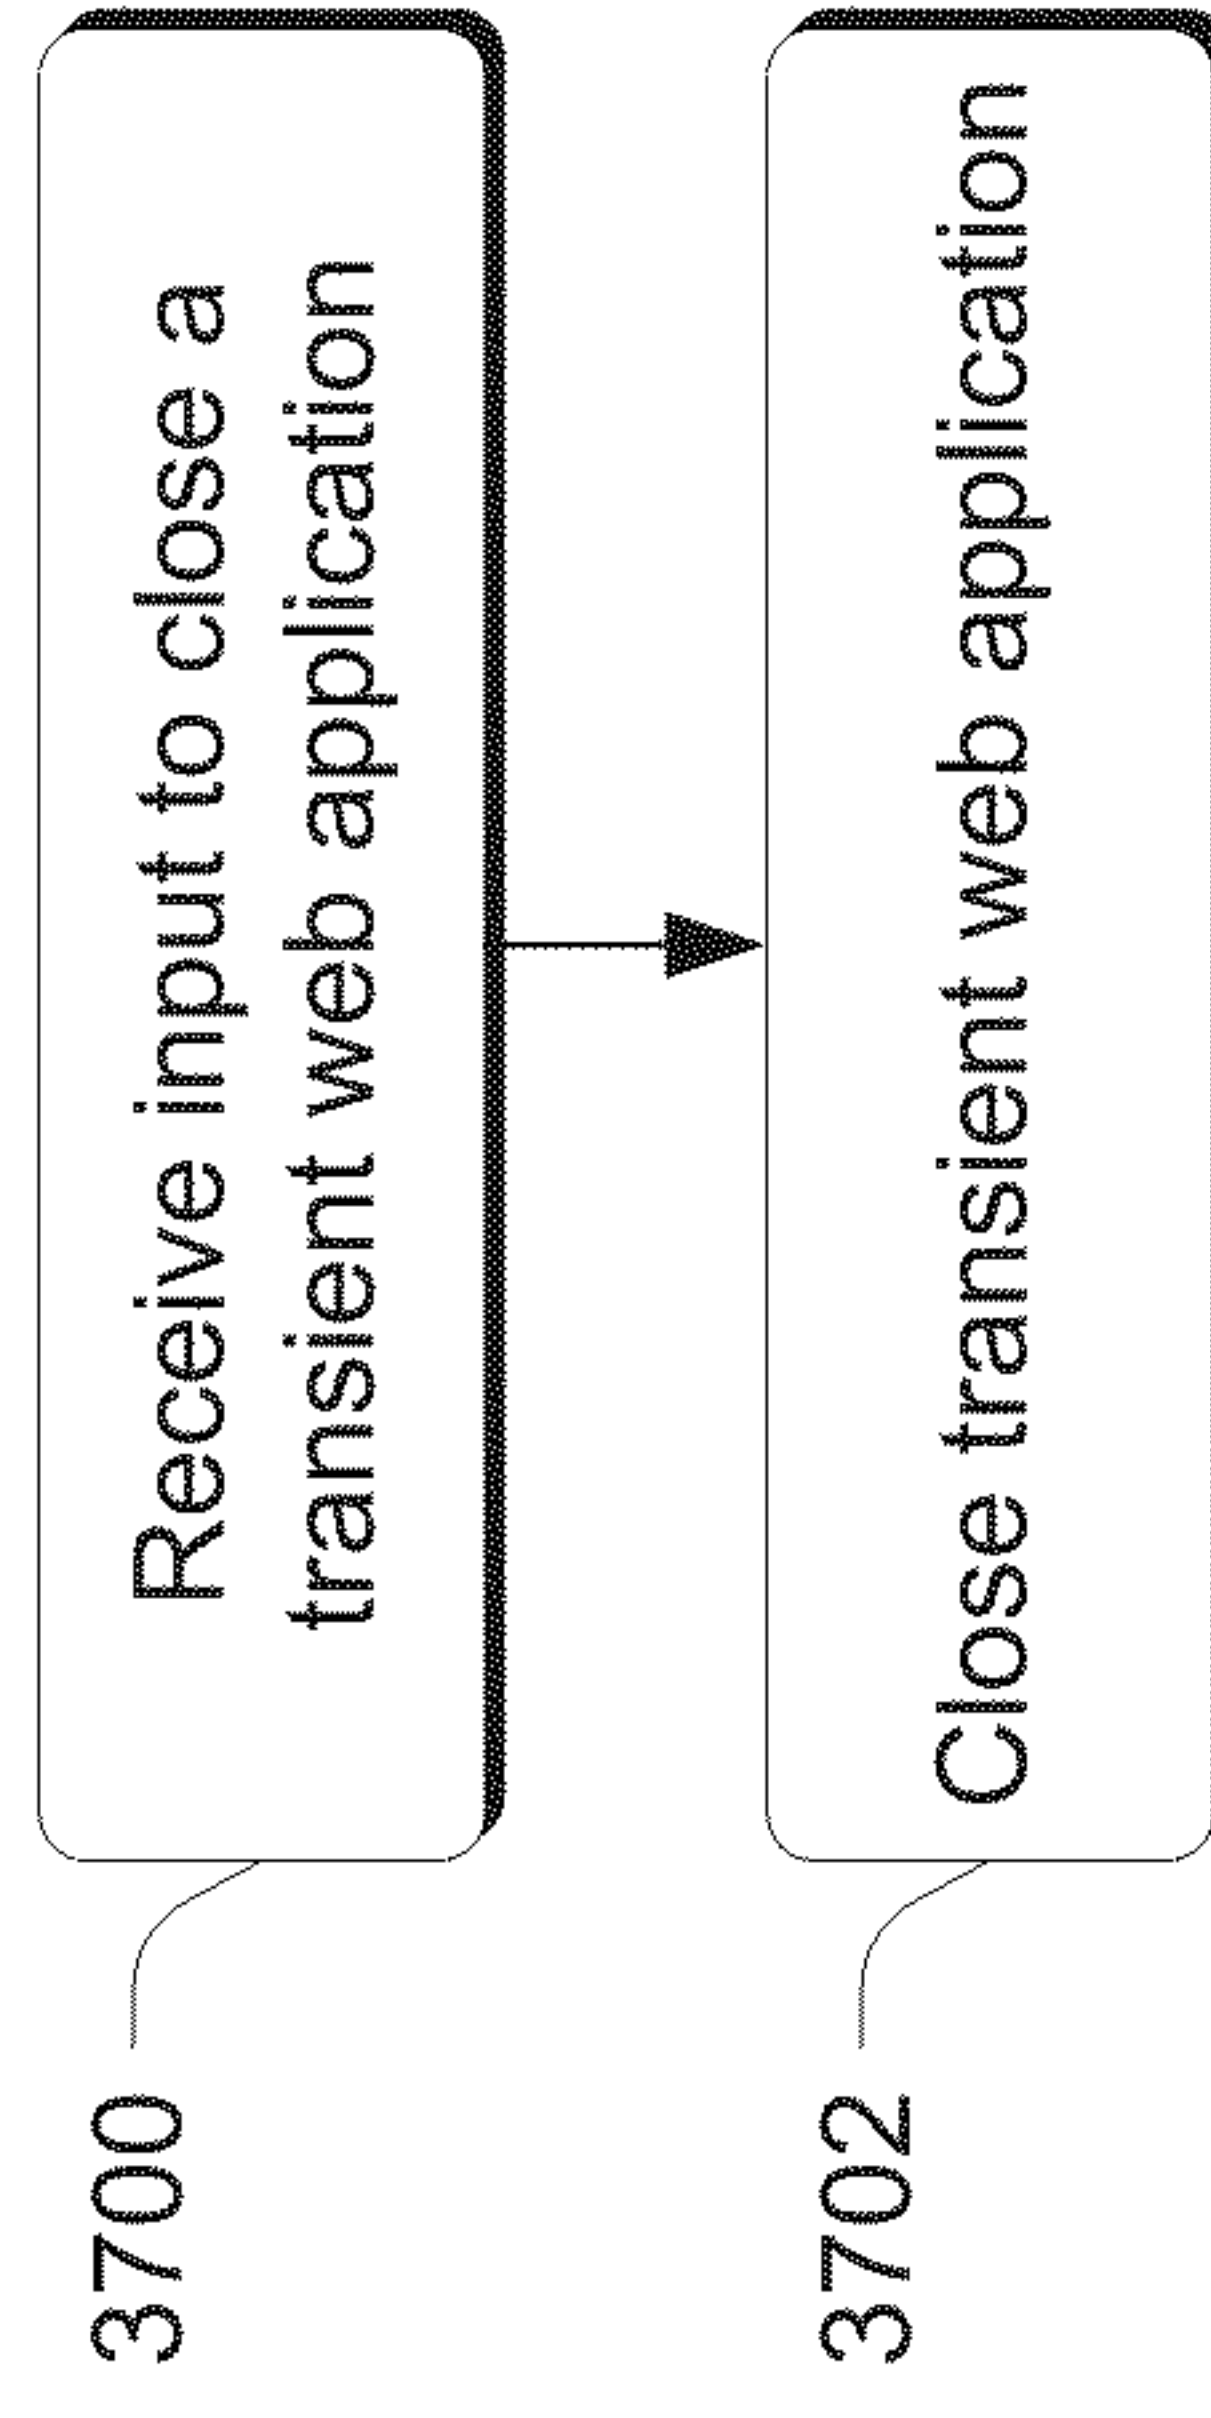 3700
Receive input to close a
transient web application
3702
Close transient web application